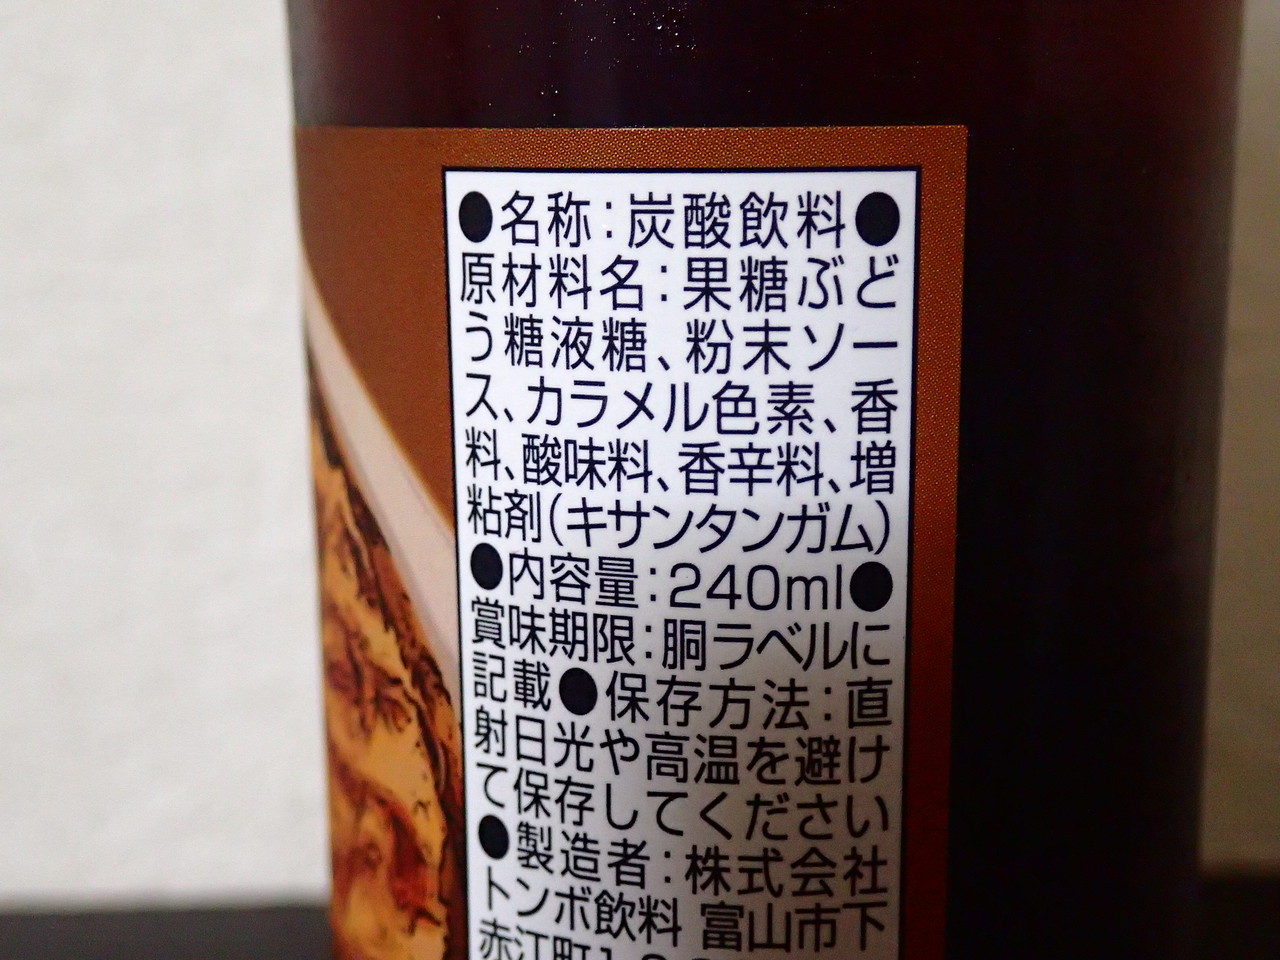 ●名称:炭酸飲料●
原材料名:果糖ぶど
う糖液糖、粉末ソー
ス、カラメル色素、香
料、酸味料、香辛料、増
粘剤(キサンタンガム)
●内容量:240ml●
賞味期限:胴ラベルに
記載●保存方法:直
射日光や高温を避け
て保存してください
●製造者:株式会社
トンボ飲料 富山市下
赤江町1